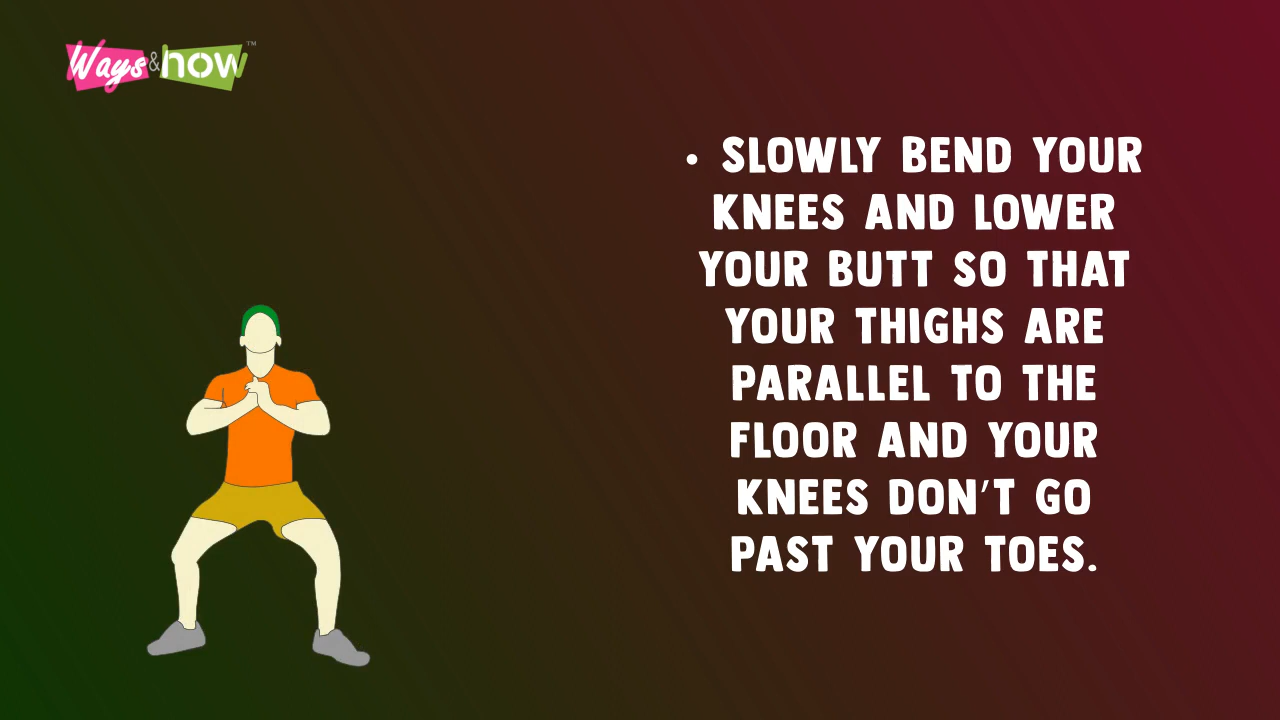 Ways&how™
• SLOWLY BEND YOUR
KNEES AND LOWER
YOUR BUTT SO THAT
YOUR THIGHS ARE
PARALLEL TO THE
FLOOR AND YOUR
KNEES DON'T GO
PAST YOUR TOES.